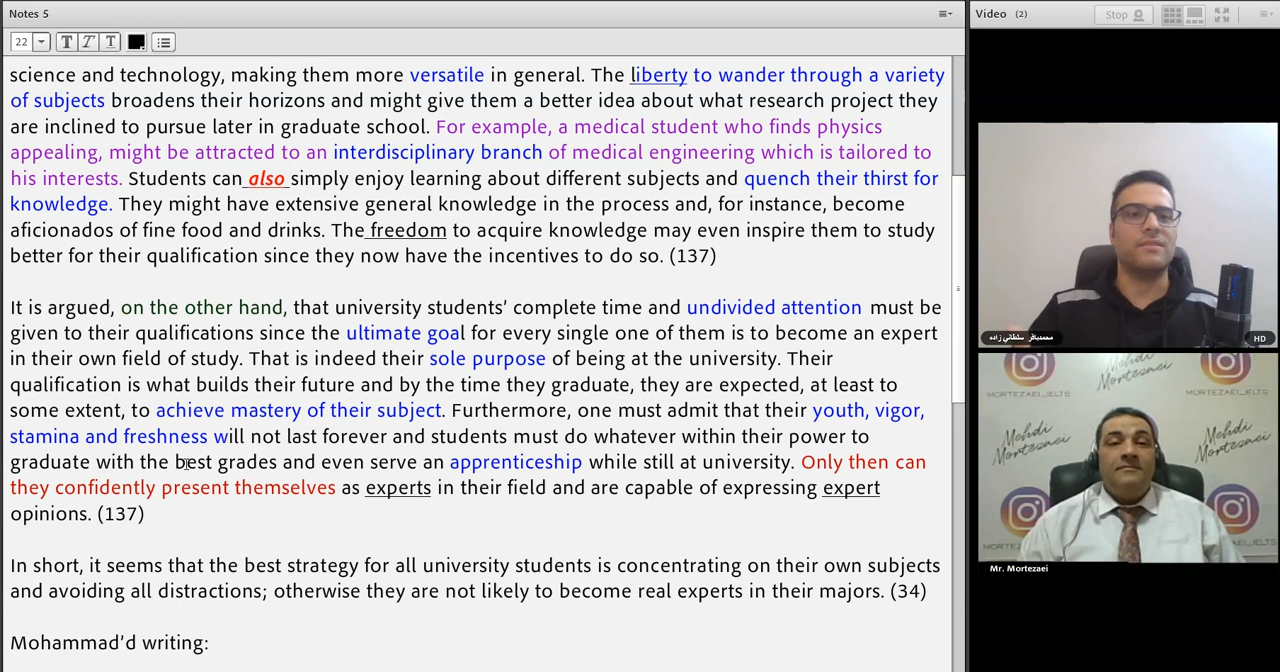 Notes 5
Video (2)
Stop
22
T T T
science and technology, making them more versatile in general. The liberty to wander through a variety
of subjects broadens their horizons and might give them a better idea about what research project they
are inclined to pursue later in graduate school. For example, a medical student who finds physics
appealing, might be attracted to an interdisciplinary branch of medical engineering which is tailored to
his interests. Students can also simply enjoy learning about different subjects and quench their thirst for
knowledge. They might have extensive general knowledge in the process and, for instance, become
aficionados of fine food and drinks. The freedom to acquire knowledge may even inspire them to study
better for their qualification since they now have the incentives to do so. (137)
It is argued, on the other hand, that university students’ complete time and undivided attention must be
given to their qualifications since the ultimate goal for every single one of them is to become an expert
in their own field of study. That is indeed their sole purpose of being at the university. Their
qualification is what builds their future and by the time they graduate, they are expected, at least to
some extent, to achieve mastery of their subject. Furthermore, one must admit that their youth, vigor,
stamina and freshness will not last forever and students must do whatever within their power to
graduate with the best grades and even serve an apprenticeship while still at university. Only then can
they confidently present themselves as experts in their field and are capable of expressing expert
opinions. (137)
In short, it seems that the best strategy for all university students is concentrating on their own subjects
and avoiding all distractions; otherwise they are not likely to become real experts in their majors. (34)
Mohammad’d writing:
محمدباقر سلطانی زاده
HD
MORTEZAEI_IELTS
Mehdi
Mortezaei
Mehdi
Mortezaei
Mr. Mortezaei